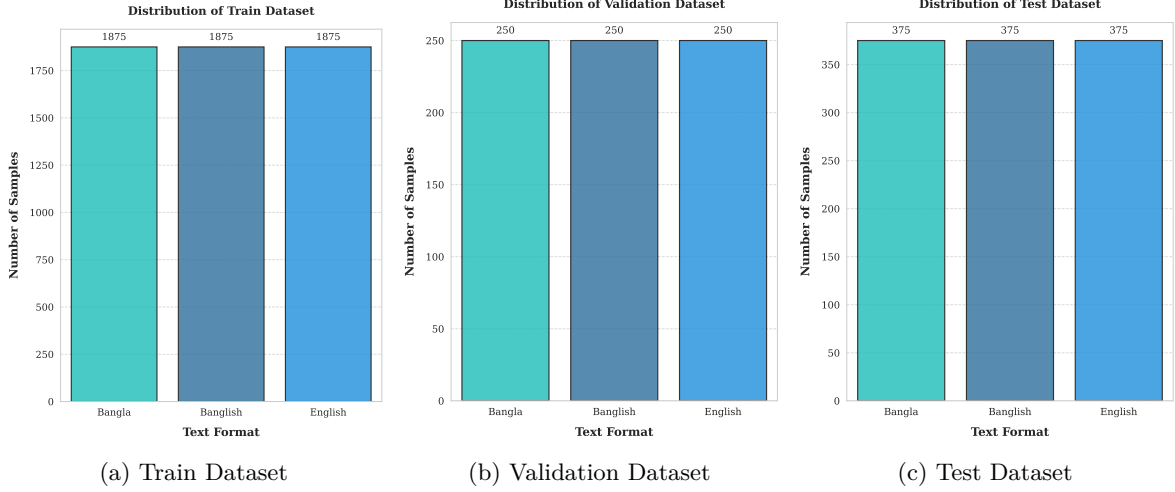 Distribution of Train Dataset
1875 1875 1875
1750
1500
1250
1000
750
500
250
0
Number of Samples
Bangla Banglish English
Text Format
(a) Train Dataset
Distribution of Validation Dataset
250 250 250
250
200
150
100
50
0
Number of Samples
Bangla Banglish English
Text Format
(b) Validation Dataset
Distribution of Test Dataset
375 375 375
350
300
250
200
150
100
50
0
Number of Samples
Bangla Banglish English
Text Format
(c) Test Dataset